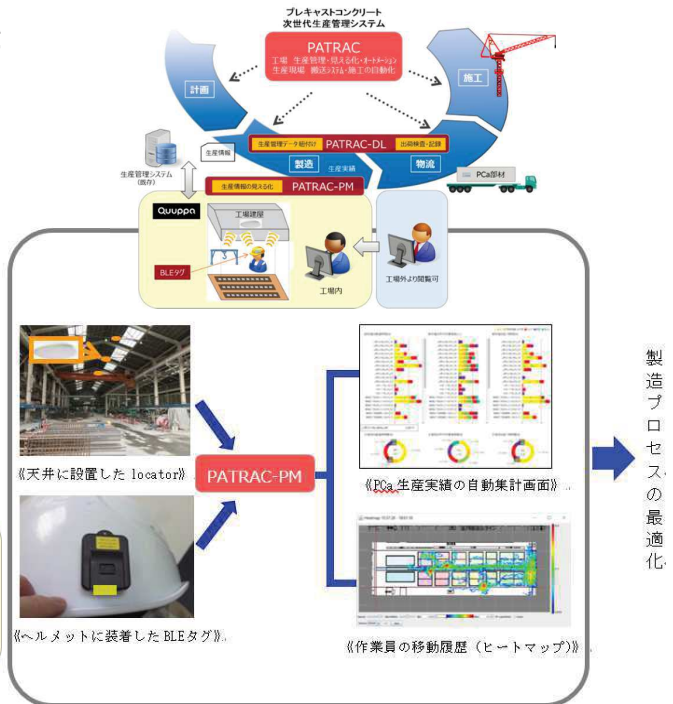 プレキャストコンクリート
次世代生産管理システム
PATRAC
工場 生産管理・見える化・オートメーション
生産現場 搬送システム・施工の自動化
計画
施工
生産管理データ紐付け
PATRAC-DL
出荷検査・記録
生産情報
製造
生産実績
物流
生産管理システム
(既存)
生産情報の見える化
PATRAC-PM
PCa部材
Quuppa
工場建屋
BLEタグ
工場内
工場外より閲覧可
《天井に設置した locator》
PATRAC-PM
《PCa 生産実績の自動集計画面》
《ヘルメットに装着した BLEタグ》
《作業員の移動履歴（ヒートマップ）》
製造プロセスの最適化